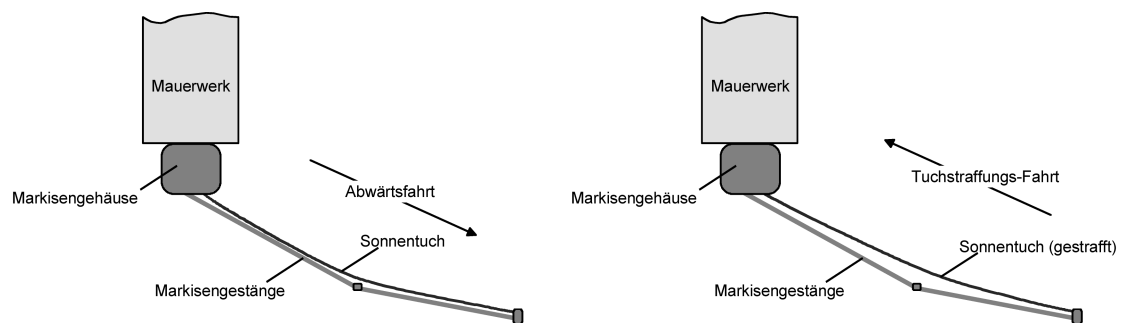 Mauerwerk
Markisengehäuse
Abwärtsfahrt
Sonnentuch
Markisengestänge
Mauerwerk
Tuchstraffungs-Fahrt
Markisengehäuse
Sonnentuch (gestrafft)
Markisengestänge